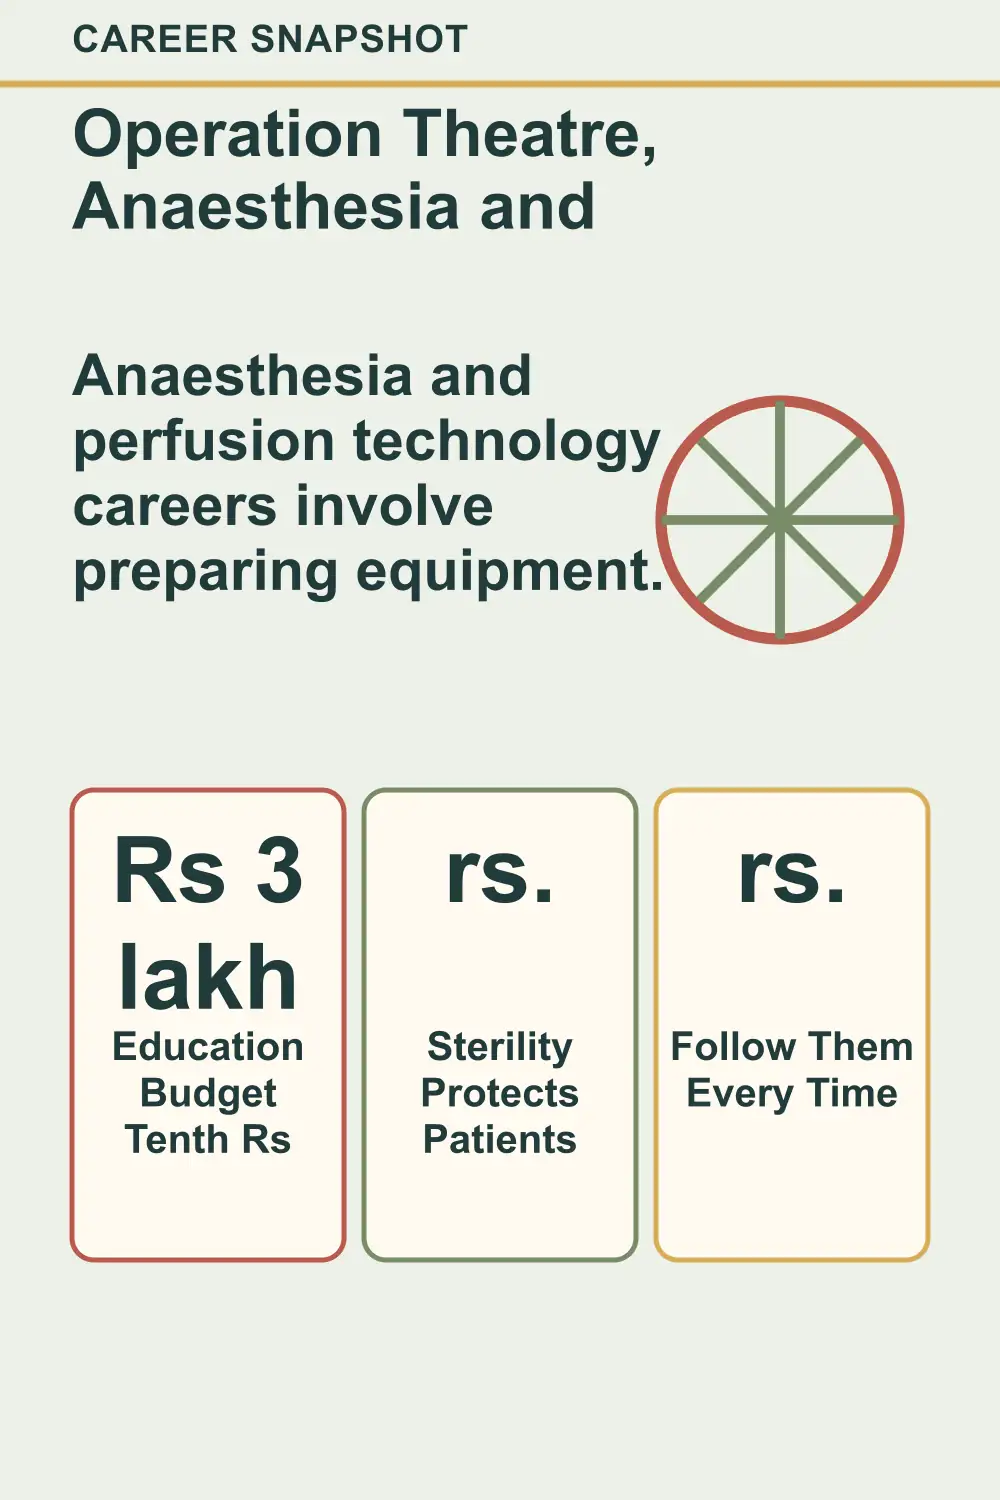 CAREER SNAPSHOT
Operation Theatre,
Anaesthesia and
Anaesthesia and
perfusion technology
careers involve
preparing equipment.
Rs 3
lakh
Education
Budget
Tenth Rs
rs.
Sterility
Protects
Patients
rs.
Follow Them
Every Time